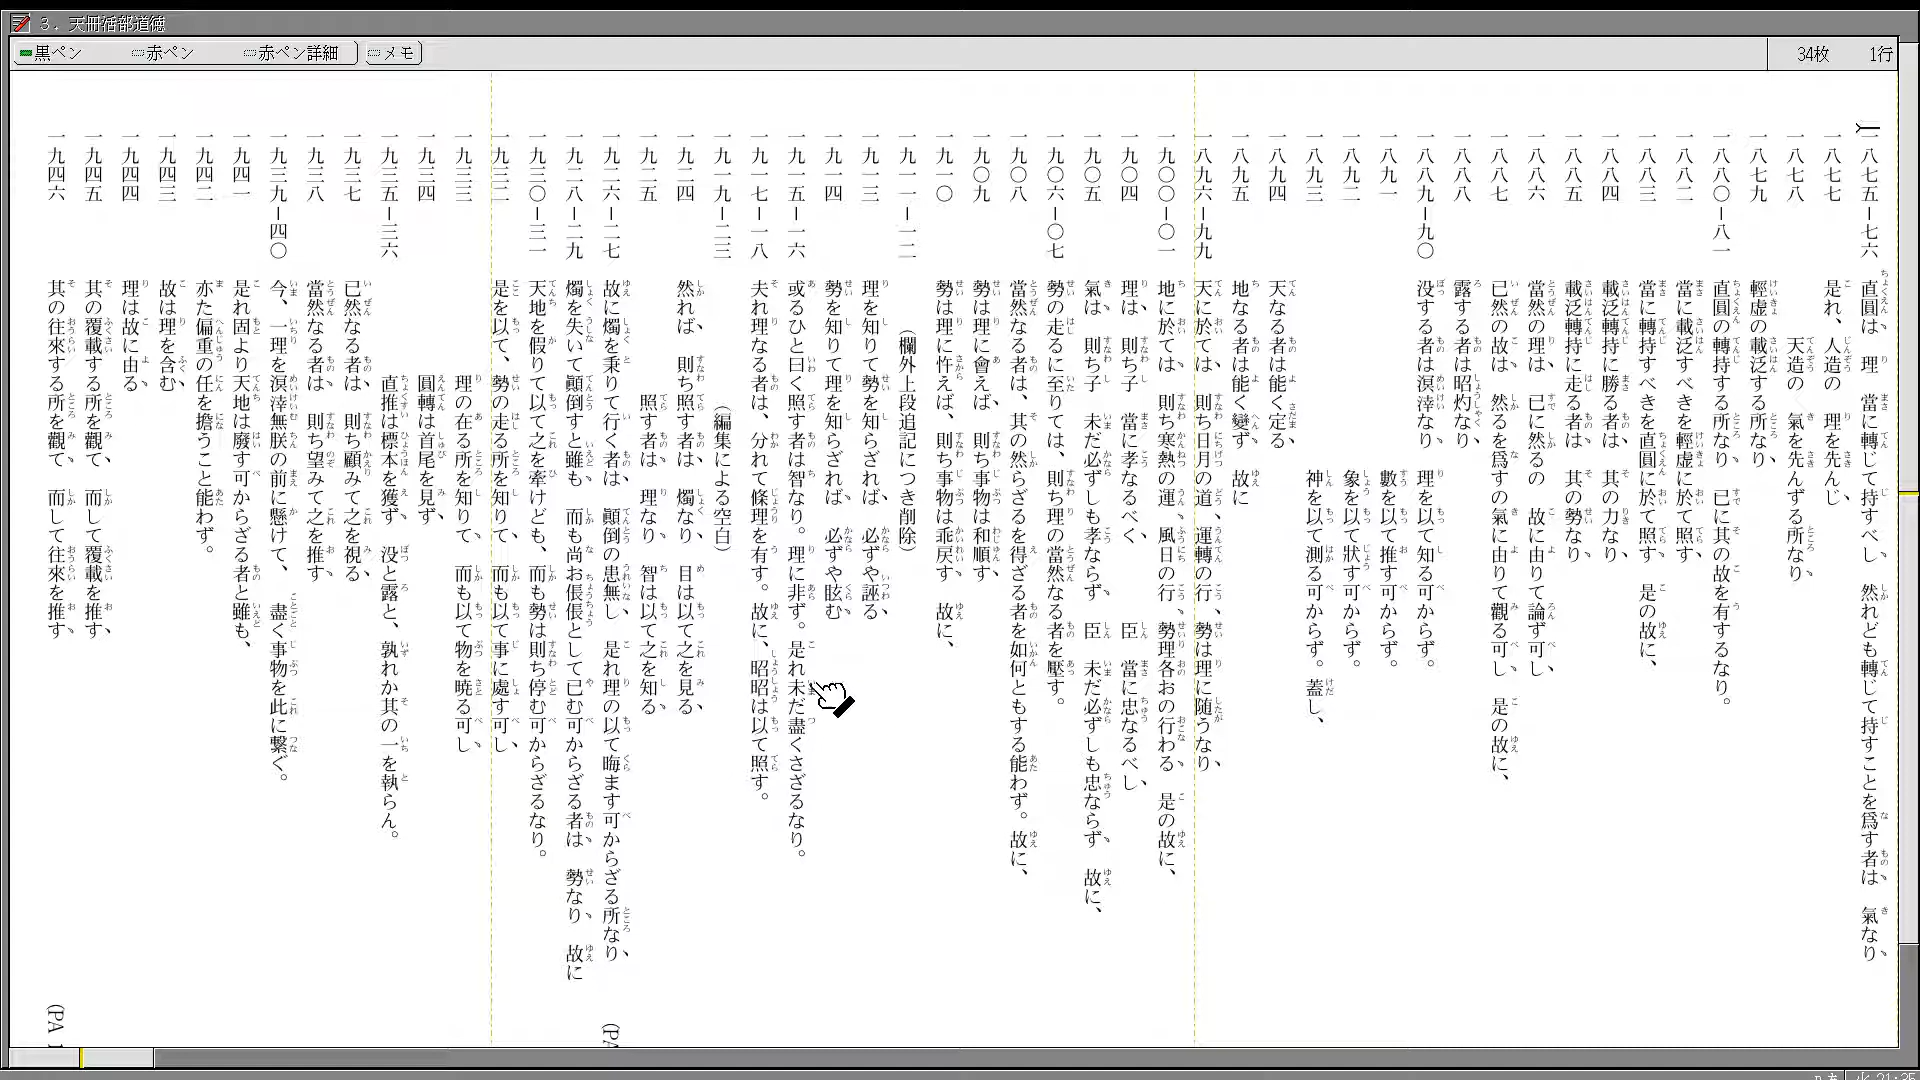 3．天冊活部道徳
黒ペン 赤ペン 赤ペン詳細 メモ 34枚 1行
一八七五－七六 直圓は、理、當に轉じて持すべし、然れども轉じて持すことを爲す者は、氣なり、
一八七七 是れ、人造の、理を先んじ、
一八七八 天造の、氣を先んずる所なり、
一八七九 輕虚の載泛する所なり、
一八八〇－八一 直圓の轉持する所なり、已に其の故を有するなり。
一八八二 當に載泛すべきを輕虚に於て照す、
一八八三 當に轉持すべきを直圓に於て照す、是の故に、
一八八四 載泛轉持に勝る者は、其の力なり、
一八八五 載泛轉持に走る者は、其の勢なり、
一八八六 當然の理は、已に然るの、故に由りて論ず可し、
一八八七 已然の故は、然るを爲すの氣に由りて觀る可し、是の故に、
一八八八 露する者は昭灼なり、
一八八九－九〇 没する者は溟涬なり、理を以て知る可からず。
一八九一 數を以て推す可からず。
一八九二 象を以て狀す可からず。
一八九三 神を以て測る可からず。蓋し、
一八九四 天なる者は能く定る、
一八九五 地なる者は能く變ず、故に
一八九六－九九 天に於ては、則ち日月の道、運轉の行、勢は理に随うなり、
一九〇〇－〇一 地に於ては、則ち寒熱の運、風日の行、勢理各おの行わる、是の故に、
一九〇四 理は、則ち子、當に孝なるべく、臣、當に忠なるべし、
一九〇五 氣は、則ち子、未だ必ずしも孝ならず、臣、未だ必ずしも忠ならず、故に、
一九〇六－〇七 勢の走るに至りては、則ち理の當然なる者を壓す。
一九〇八 當然なる者は、其の然らざるを得ざる者を如何ともする能わず。故に、
一九〇九 勢は理に會えば、則ち事物は和順す、
一九一〇 勢は理に忤えば、則ち事物は乖戻す、故に、
一九一一－一二 （欄外上段追記につき削除）
一九一三 理を知りて勢を知らざれば、必ずや誣る、
一九一四 勢を知りて理を知らざれば、必ずや眩む、
一九一五－一六 或るひと曰く照す者は智なり。理に非ず。是れ未だ盡くさざるなり。
一九一七－一八 夫れ理なる者は、分れて條理を有す。故に、昭昭は以て照す。
一九一九－二三 （編集による空白）
一九二四 然れば、則ち照す者は、燭なり、目は以て之を見る、
一九二五 照す者は、理なり、智は以て之を知る、
一九二六－二七 故に燭を秉りて行く者は、顚倒の患無し、是れ理の以て晦ます可からざる所なり、
一九二八－二九 燭を失いて顚倒すと雖も、而も尚お倀倀として已む可からざる者は、勢なり、故に
一九三〇－三一 天地を假りて以て之を牽けども、而も勢は則ち停む可からざるなり。
一九三二 是を以て、勢の走る所を知りて、而も以て事に處す可し、
一九三三 理の在る所を知りて、而も以て物を曉る可し、
一九三四 圓轉は首尾を見ず、
一九三五－三六 直推は標本を獲ず、没と露と、孰れか其の一を執らん。
一九三七 已然なる者は、則ち顧みて之を視る、
一九三八 當然なる者は、則ち望みて之を推す、
一九三九－四〇 今、一理を溟涬無朕の前に懸けて、盡く事物を此に繋ぐ。
一九四一 是れ固より天地は廢す可からざる者と雖も、
一九四二 亦た偏重の任を擔うこと能わず。
一九四三 故は理を含む、
一九四四 理は故に由る、
一九四五 其の覆載する所を觀て、而して覆載を推す、
一九四六 其の往來する所を觀て、而して往來を推す、